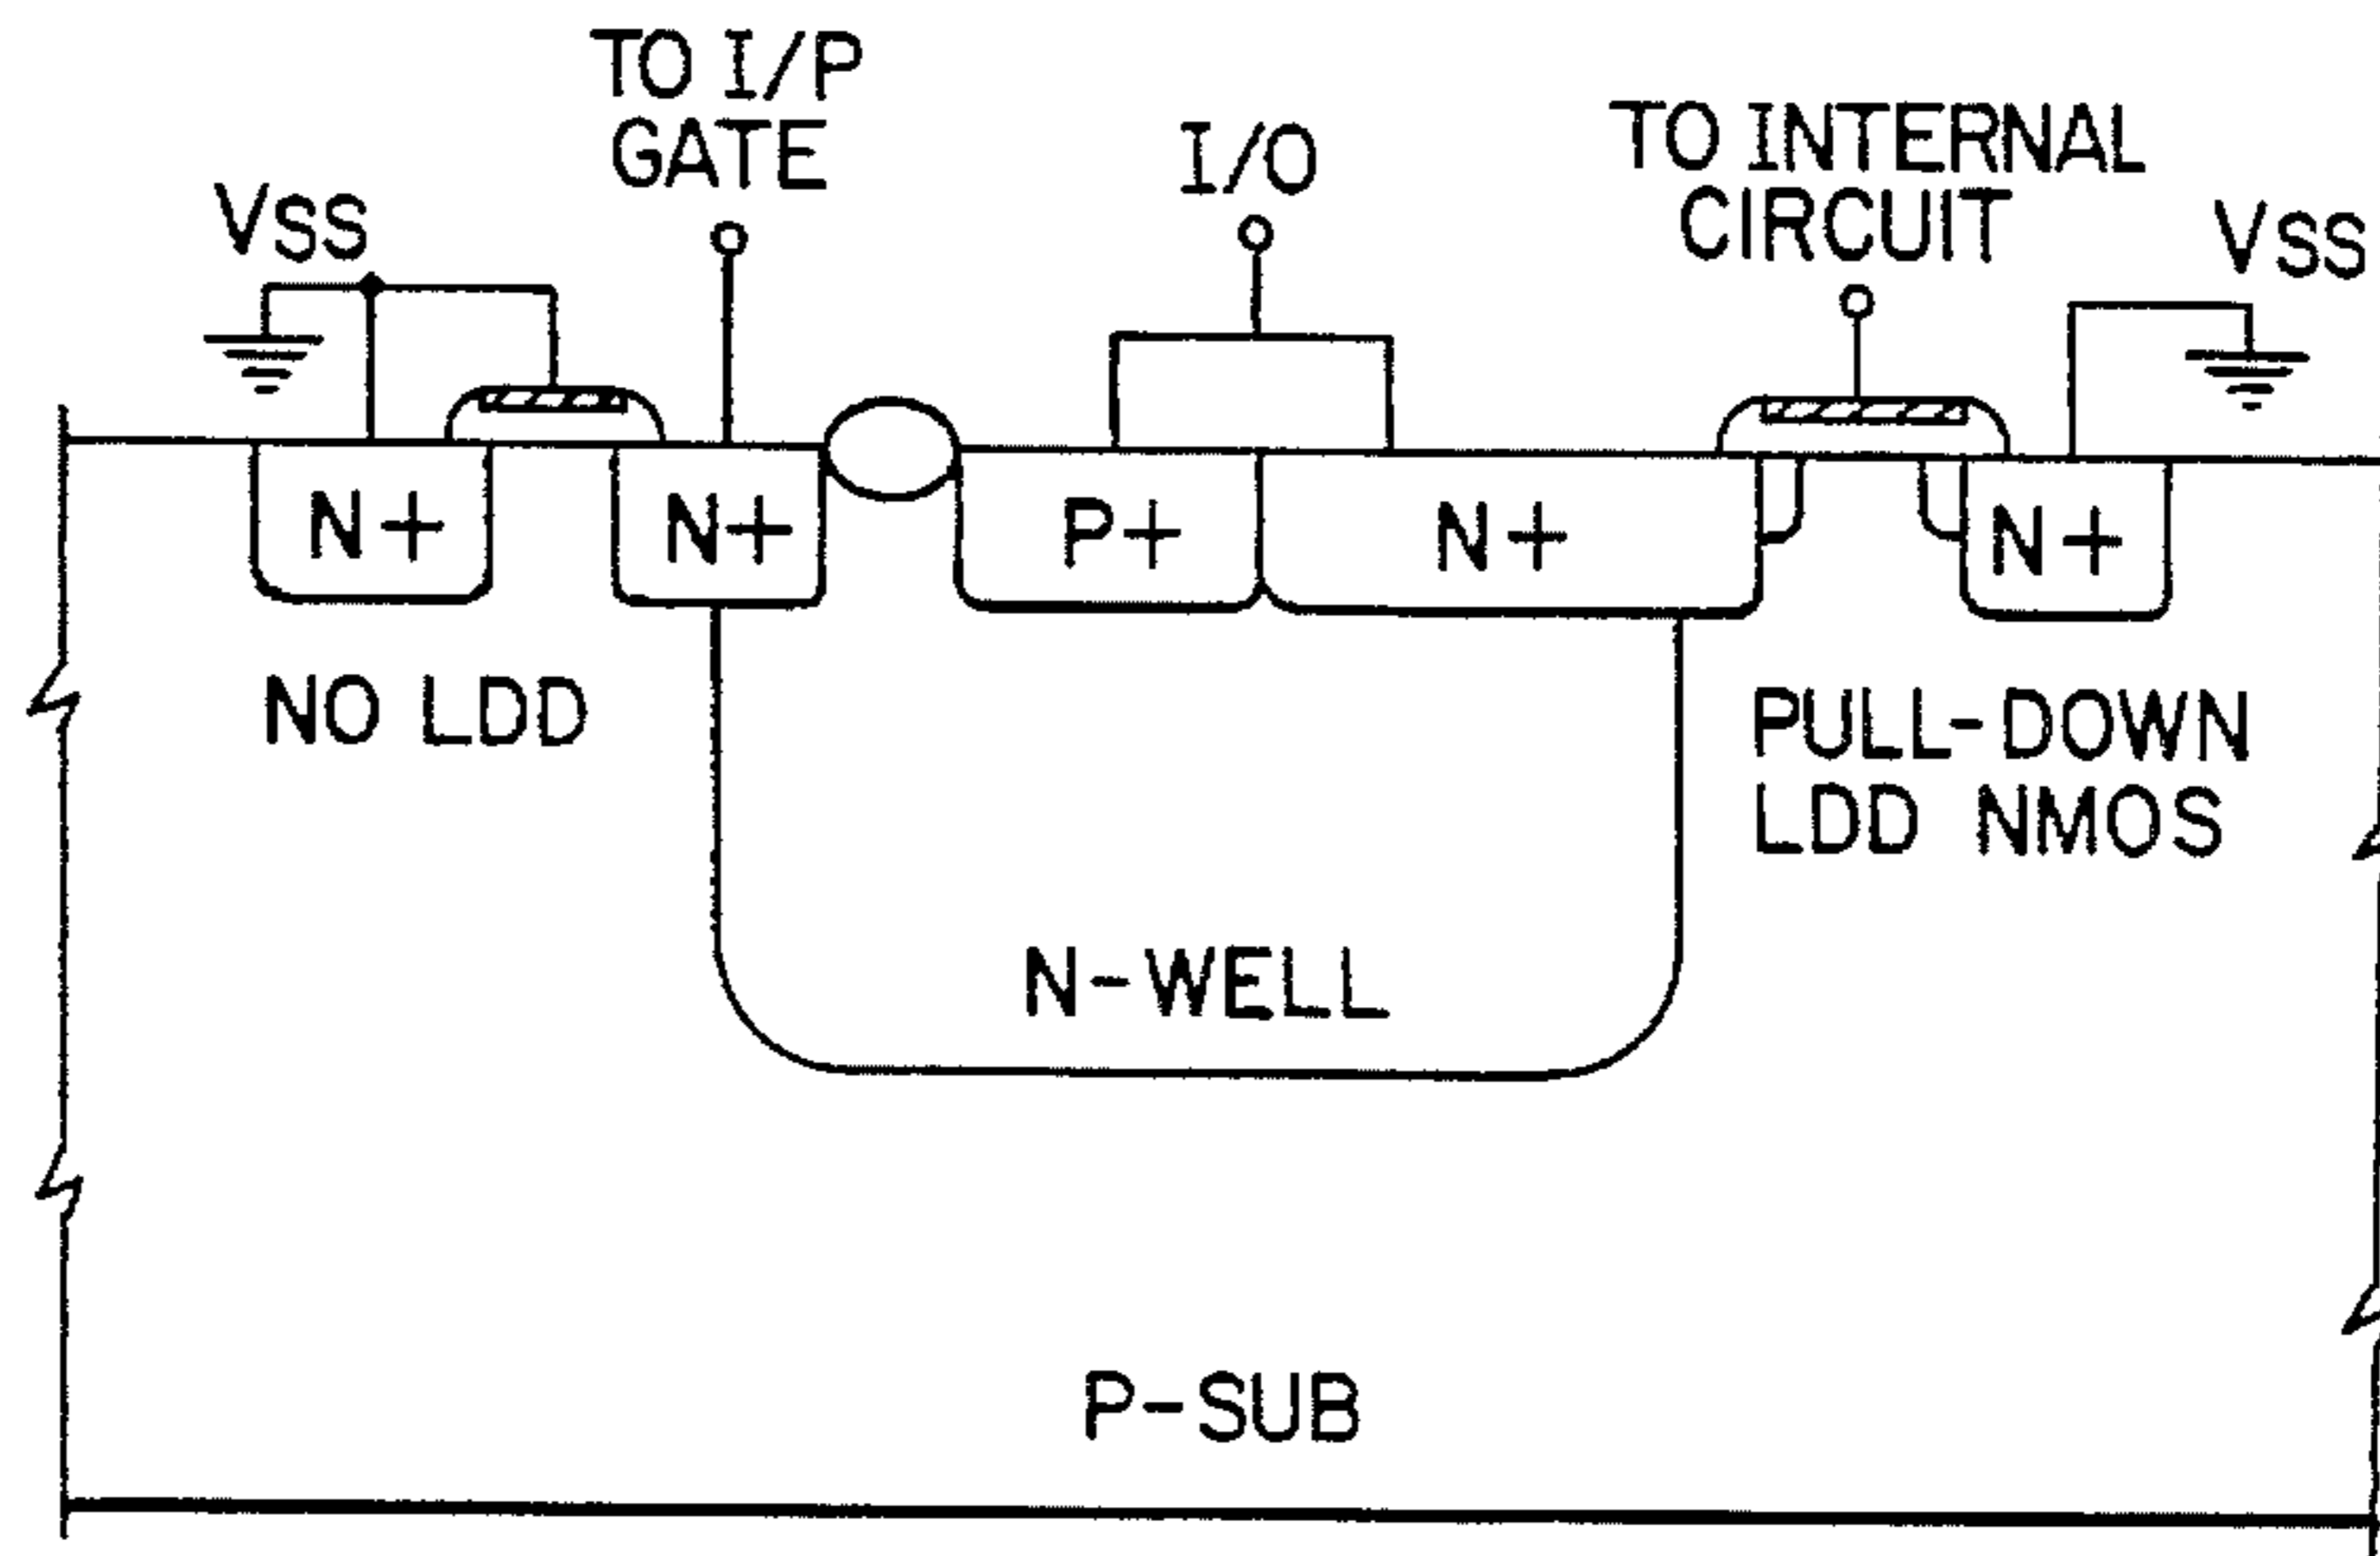 TO I/P
GATE
I/O
TO INTERNAL
CIRCUIT
VSS
VSS
N+
N+
P+
N+
N+
NO LDD
PULL-DOWN
LDD NMOS
N-WELL
P-SUB